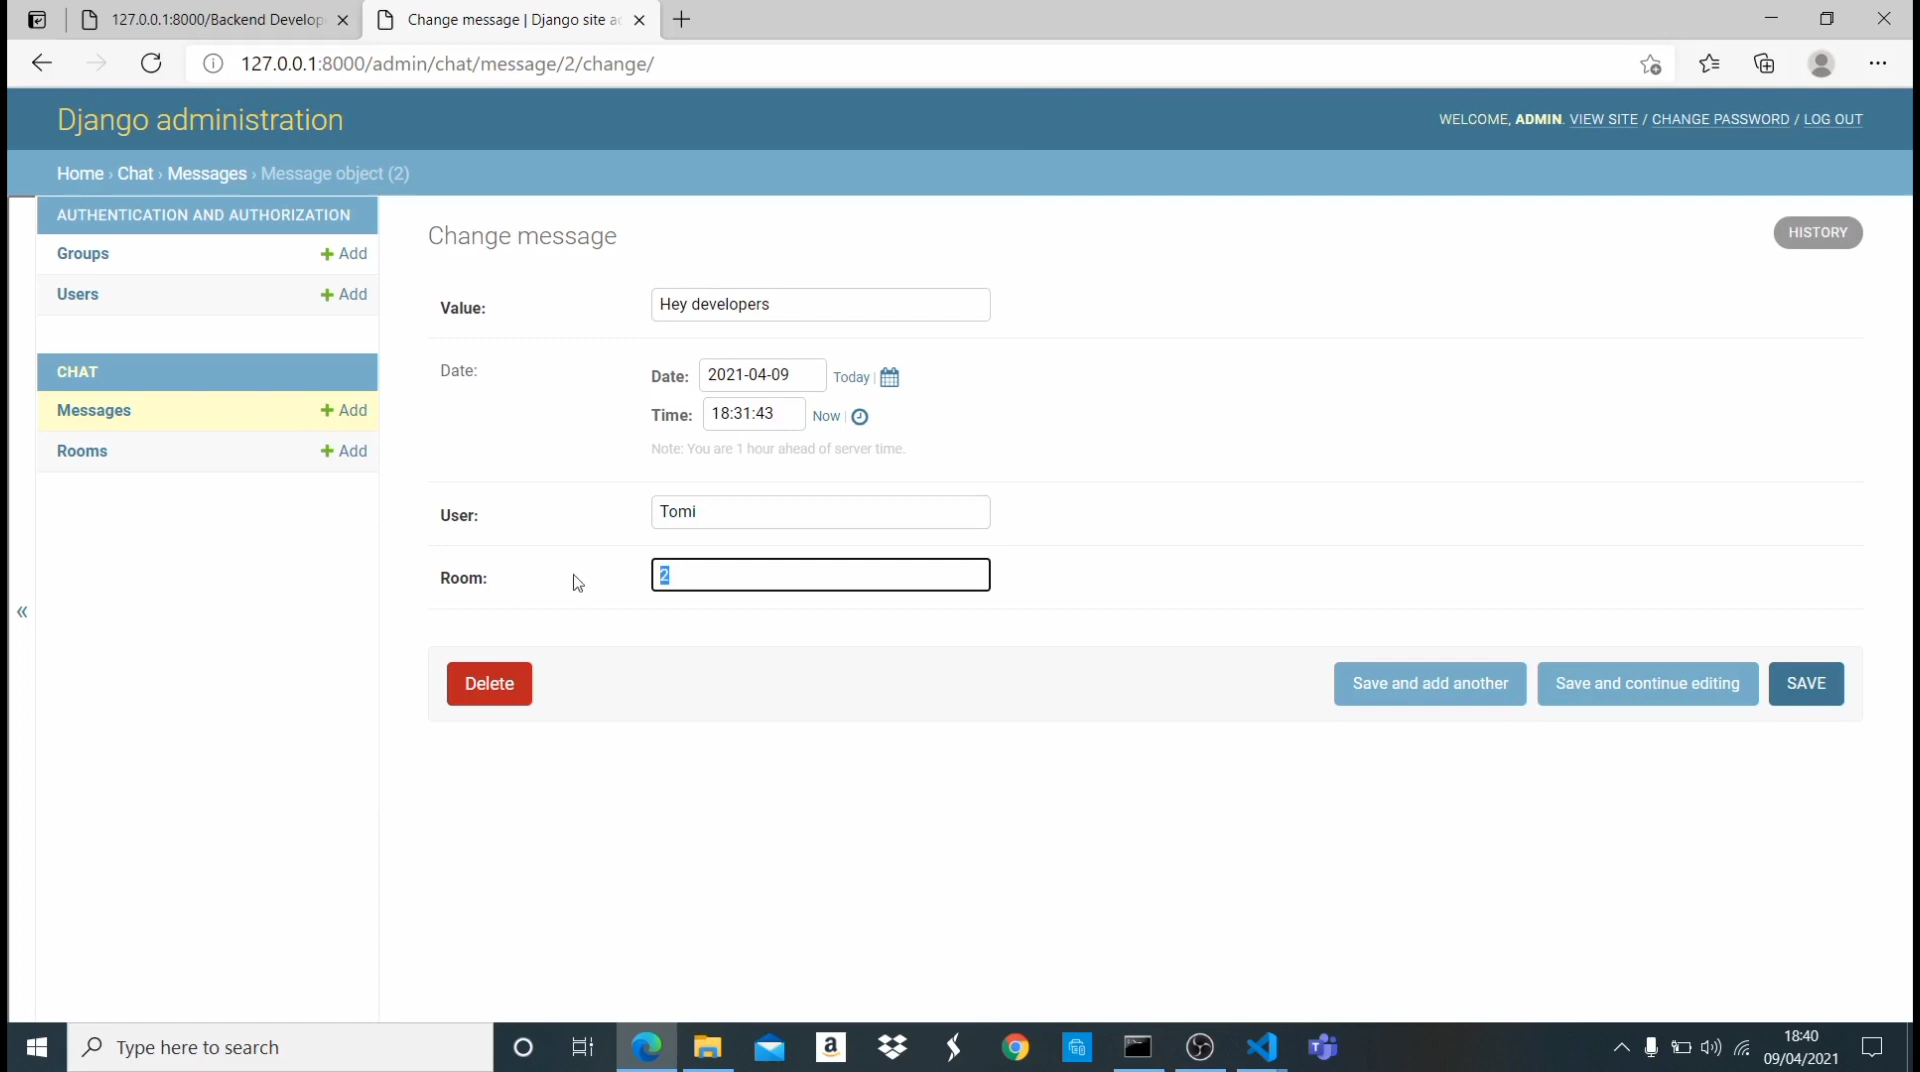 127.0.0.1:8000/Backend Develop
Change message | Django site a
127.0.0.1:8000/admin/chat/message/2/change/
Django administration
WELCOME, ADMIN. VIEW SITE / CHANGE PASSWORD / LOG OUT
Home › Chat › Messages › Message object (2)
AUTHENTICATION AND AUTHORIZATION
Groups + Add
Users + Add
CHAT
Messages + Add
Rooms + Add
«
Change message
HISTORY
Value: Hey developers
Date: Date: 2021-04-09 Today |
Time: 18:31:43 Now |
Note: You are 1 hour ahead of server time.
User: Tomi
Room: 2
Delete
Save and add another
Save and continue editing
SAVE
Type here to search
18:40
09/04/2021